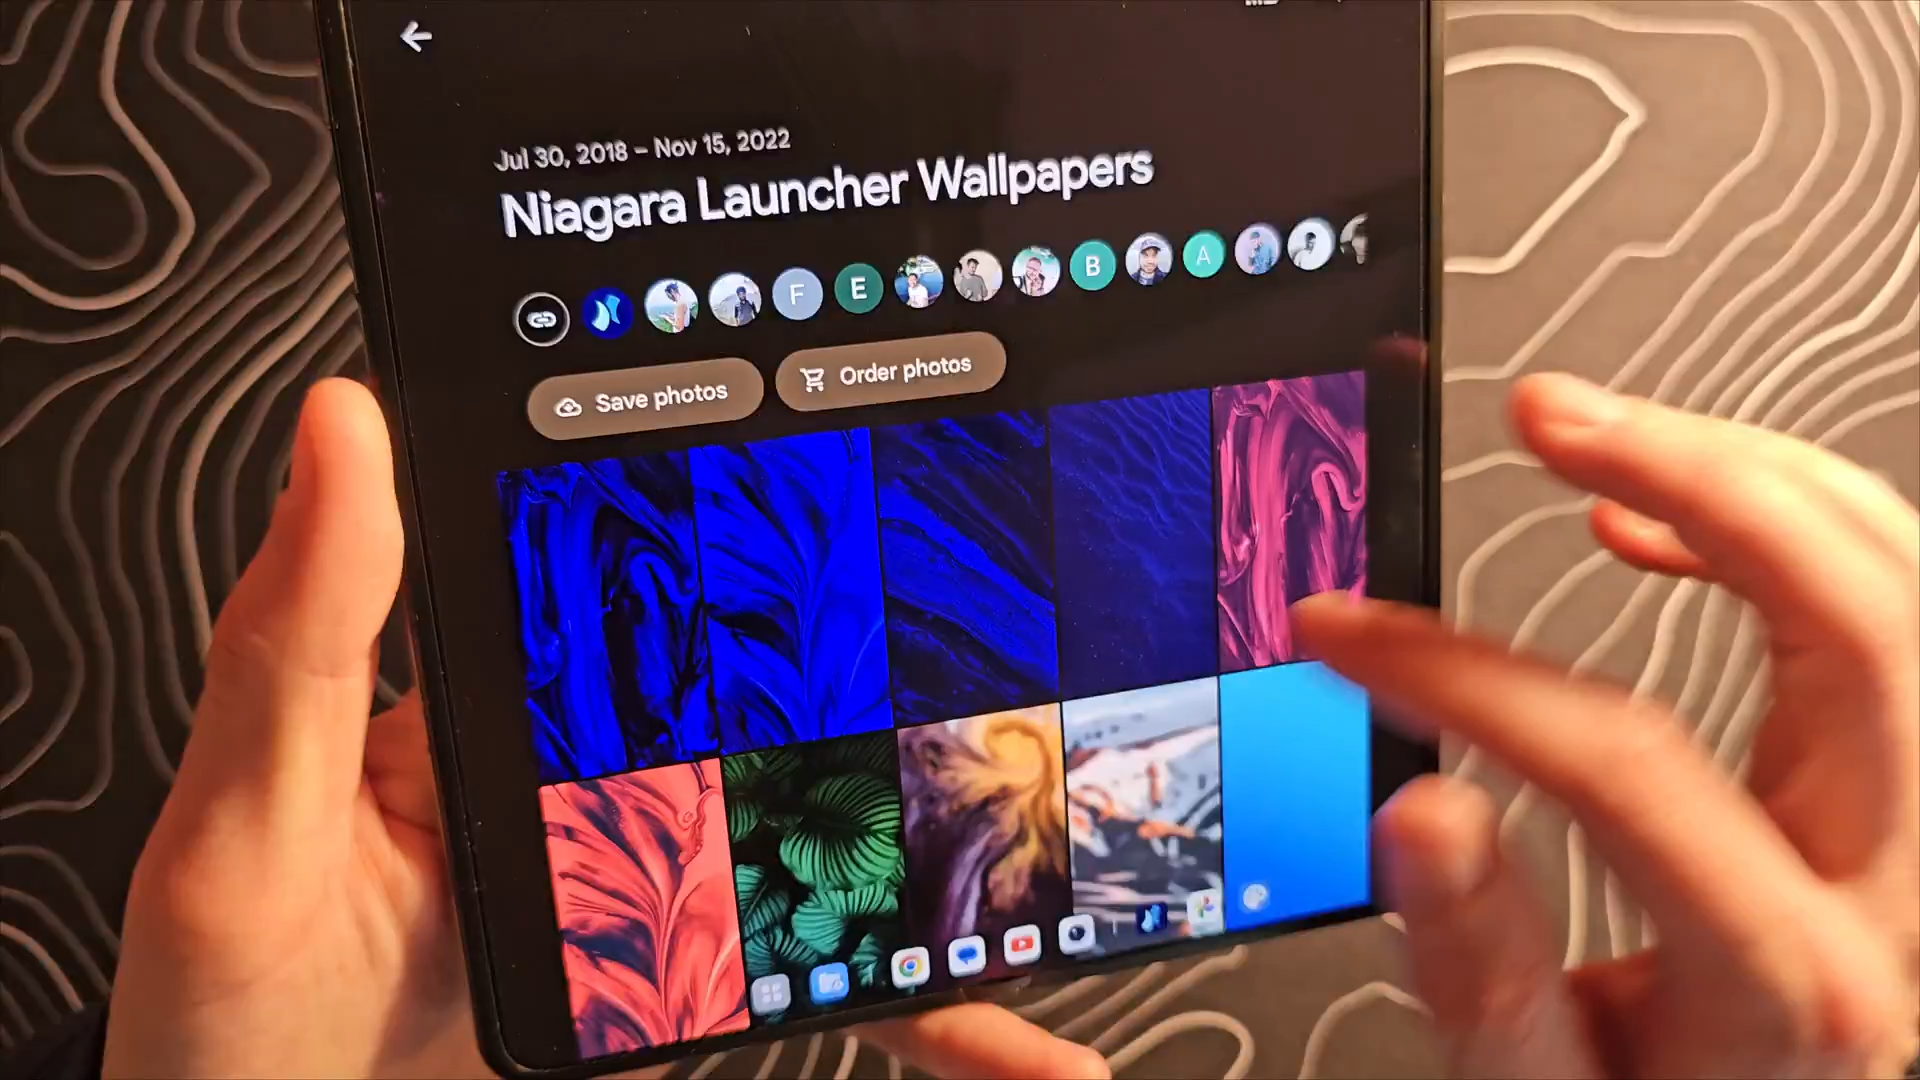 Jul 30, 2018 – Nov 15, 2022
Niagara Launcher Wallpapers
F
E
B
A
Save photos
Order photos